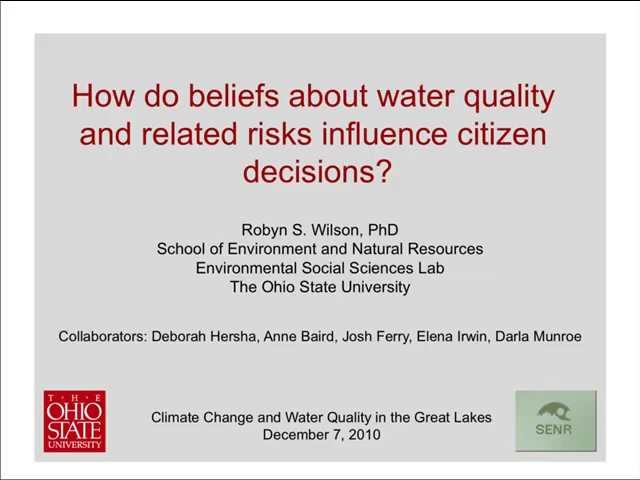 How do beliefs about water quality
and related risks influence citizen
decisions?
Robyn S. Wilson, PhD
School of Environment and Natural Resources
Environmental Social Sciences Lab
The Ohio State University
Collaborators: Deborah Hersha, Anne Baird, Josh Ferry, Elena Irwin, Darla Munroe
T · H · E
OHIO
STATE
UNIVERSITY
Climate Change and Water Quality in the Great Lakes
December 7, 2010
SENR